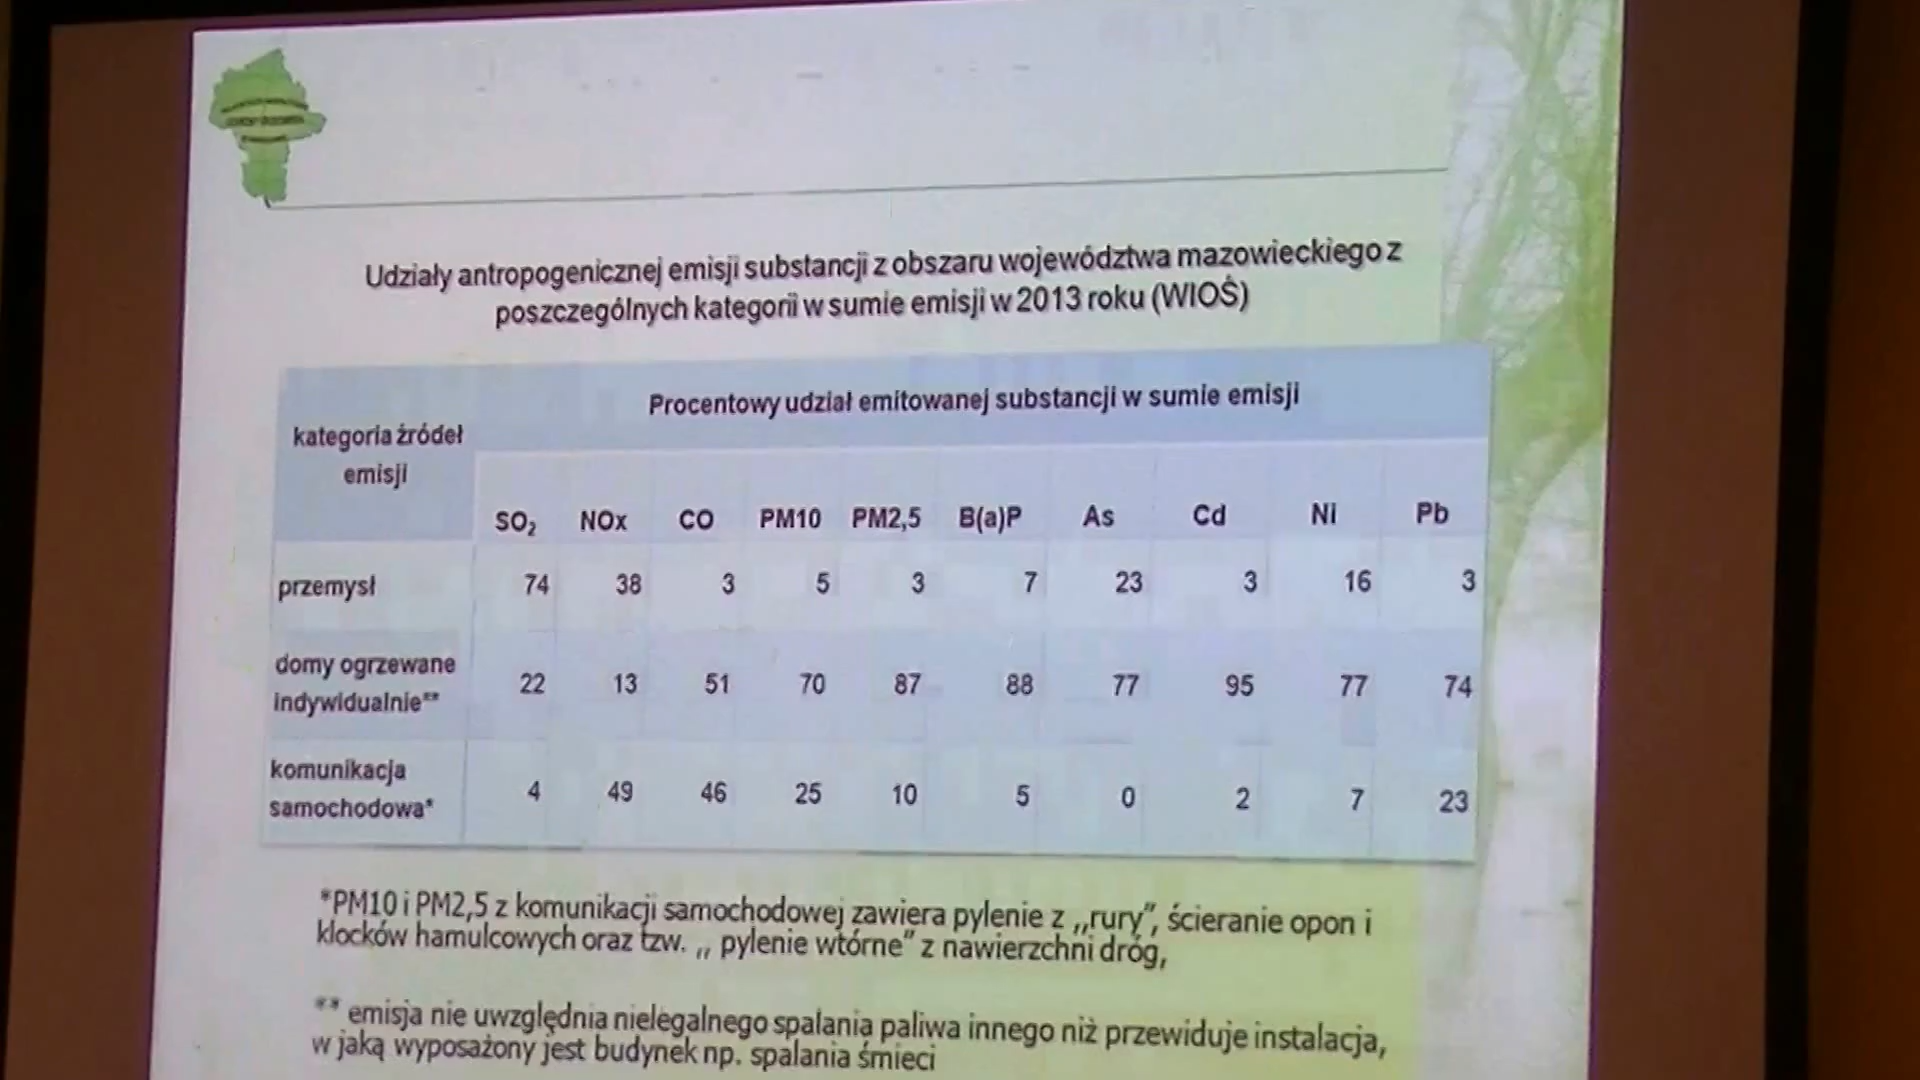 Udziały antropogenicznej emisji substancji z obszaru województwa mazowieckiego z
poszczególnych kategorii w sumie emisji w 2013 roku (WIOŚ)
kategoria źródeł
emisji
Procentowy udział emitowanej substancji w sumie emisji
SO₂ NOx CO PM10 PM2,5 B(a)P As Cd Ni Pb
przemysł 74 38 3 5 3 7 23 3 16 3
domy ogrzewane
indywidualnie** 22 13 51 70 87 88 77 95 77 74
komunikacja
samochodowa* 4 49 46 25 10 5 0 2 7 23
*PM10 i PM2,5 z komunikacji samochodowej zawiera pylenie z „rury”, ścieranie opon i
klocków hamulcowych oraz tzw. „ pylenie wtórne” z nawierzchni dróg,
** emisja nie uwzględnia nielegalnego spalania paliwa innego niż przewiduje instalacja,
w jaką wyposażony jest budynek np. spalania śmieci